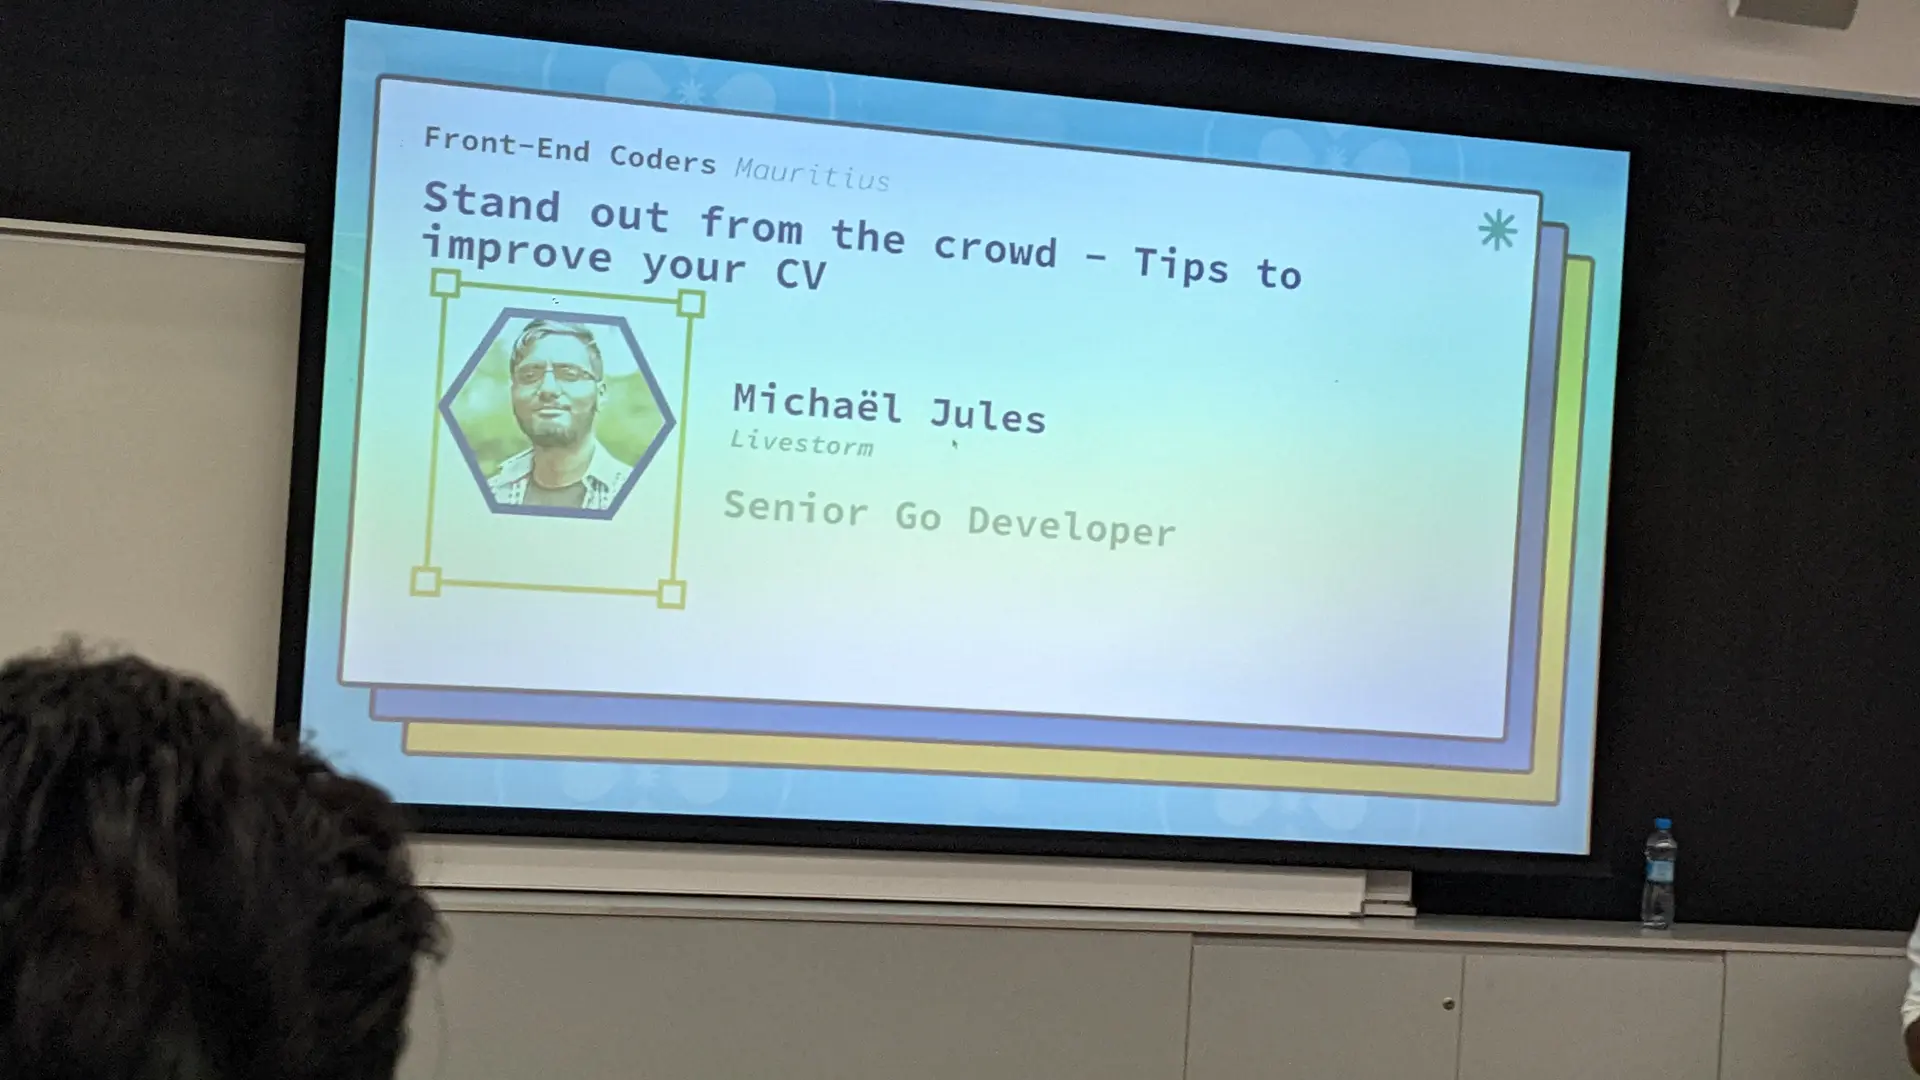 Front-End Coders Mauritius
Stand out from the crowd - Tips to
improve your CV
Michaël Jules
Livestorm
Senior Go Developer